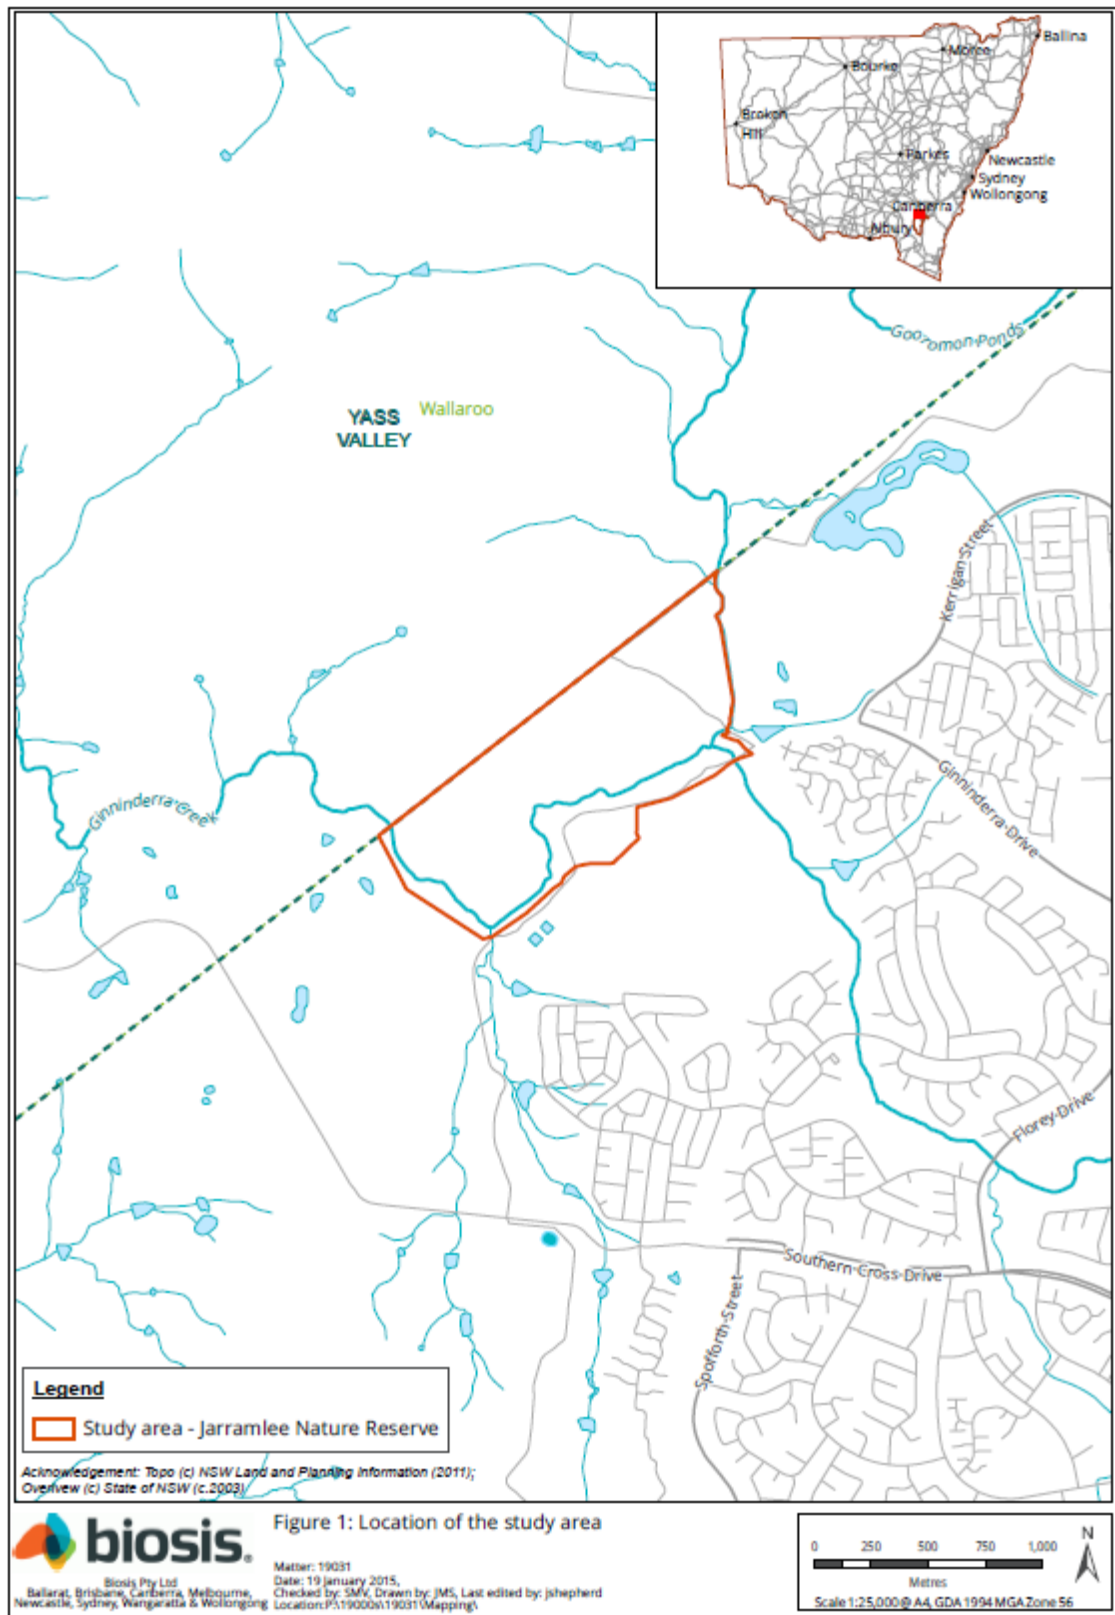 Ballina
Moree
Bourke
Broken
Hill
Parkes
Newcastle
Sydney
Wollongong
Canberra
Albury
Goozomon Ponds
YASS
VALLEY
Wallaroo
Kerrigan Street
Ginninderra Creek
Ginninderra Drive
Florey Drive
Southern Cross Drive
Spofforth Street
Legend
Study area - Jarramlee Nature Reserve
Acknowledgement: Topo (c) NSW Land and Planning Information (2011);
Overivew (c) State of NSW (c.2003)
biosis.
Biosis Pty Ltd
Ballarat, Brisbane, Canberra, Melbourne,
Newcastle, Sydney, Wangaratta & Wollongong
Figure 1: Location of the study area
Matter: 19031
Date: 19 January 2015,
Checked by: SMV, Drawn by: JMS, Last edited by: jshepherd
Location:P:\19000s\19031\Mapping\
0 250 500 750 1,000
Metres
N
Scale 1:25,000 @ A4, GDA 1994 MGA Zone 56